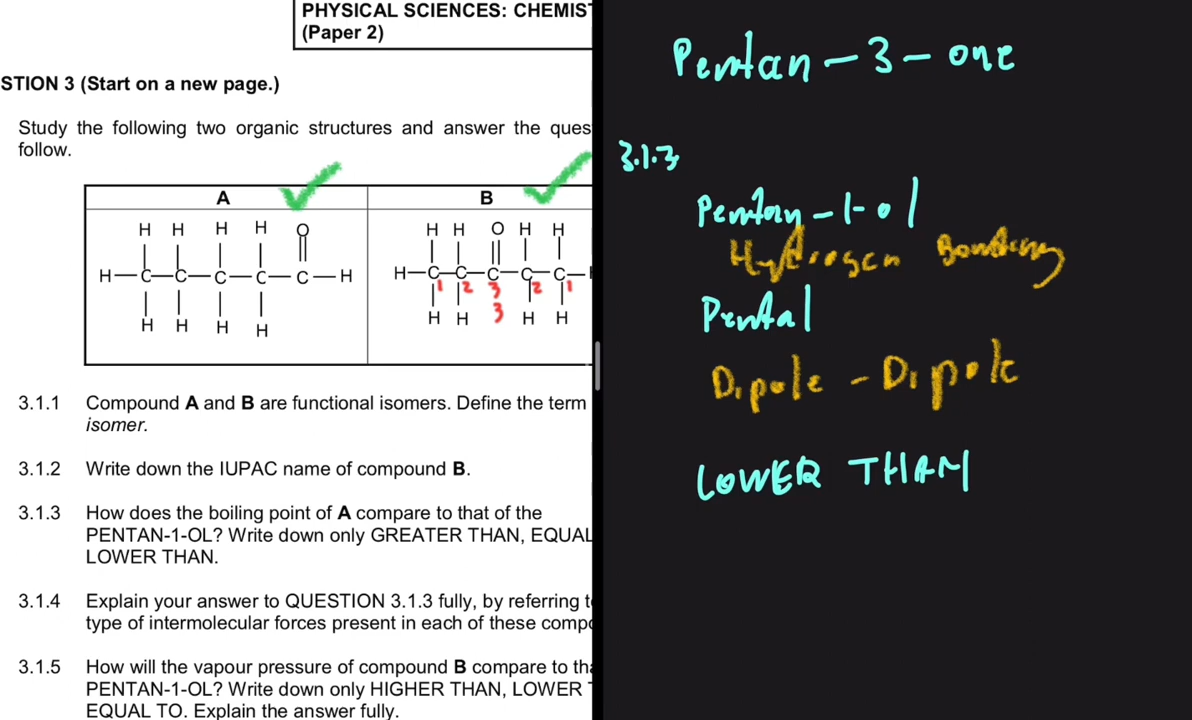 PHYSICAL SCIENCES: CHEMIS
(Paper 2)
STION 3 (Start on a new page.)
Study the following two organic structures and answer the ques
follow.
A B
H H H H O
H C C C C C H
H H H H
H H O H H
H C C C C C
1 2 3 2 1
H H 3 H H
3.1.1 Compound A and B are functional isomers. Define the term
isomer.
3.1.2 Write down the IUPAC name of compound B.
3.1.3 How does the boiling point of A compare to that of the
PENTAN-1-OL? Write down only GREATER THAN, EQUAL
LOWER THAN.
3.1.4 Explain your answer to QUESTION 3.1.3 fully, by referring t
type of intermolecular forces present in each of these comp
3.1.5 How will the vapour pressure of compound B compare to tha
PENTAN-1-OL? Write down only HIGHER THAN, LOWER T
EQUAL TO. Explain the answer fully.
Pentan-3-one
3.1.3
Pentan-1-ol
Hydrogen Bonding
Pental
Dipole-Dipole
LOWER THAN